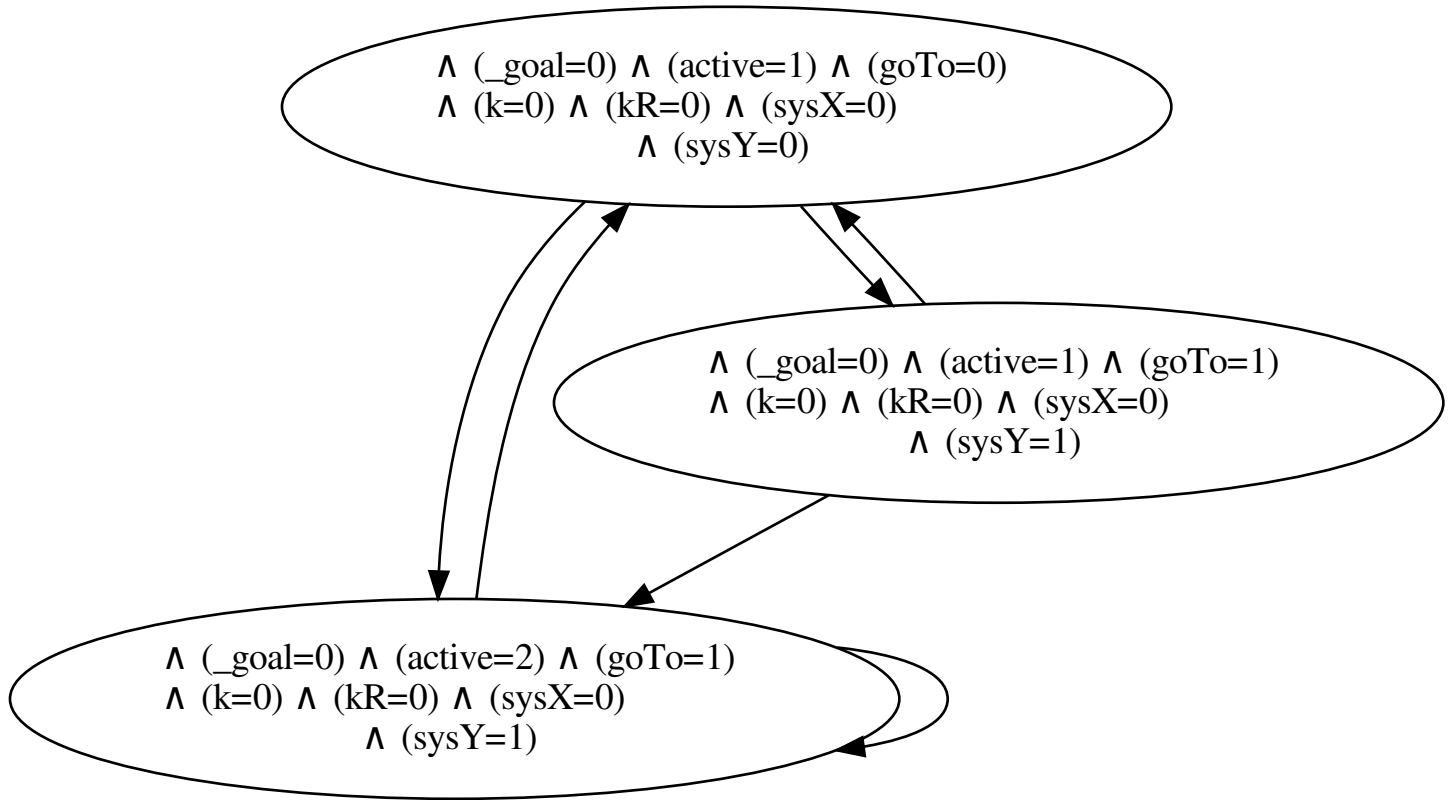 ∧ (_goal=0) ∧ (active=1) ∧ (goTo=0)
∧ (k=0) ∧ (kR=0) ∧ (sysX=0)
∧ (sysY=0)
∧ (_goal=0) ∧ (active=1) ∧ (goTo=1)
∧ (k=0) ∧ (kR=0) ∧ (sysX=0)
∧ (sysY=1)
∧ (_goal=0) ∧ (active=2) ∧ (goTo=1)
∧ (k=0) ∧ (kR=0) ∧ (sysX=0)
∧ (sysY=1)